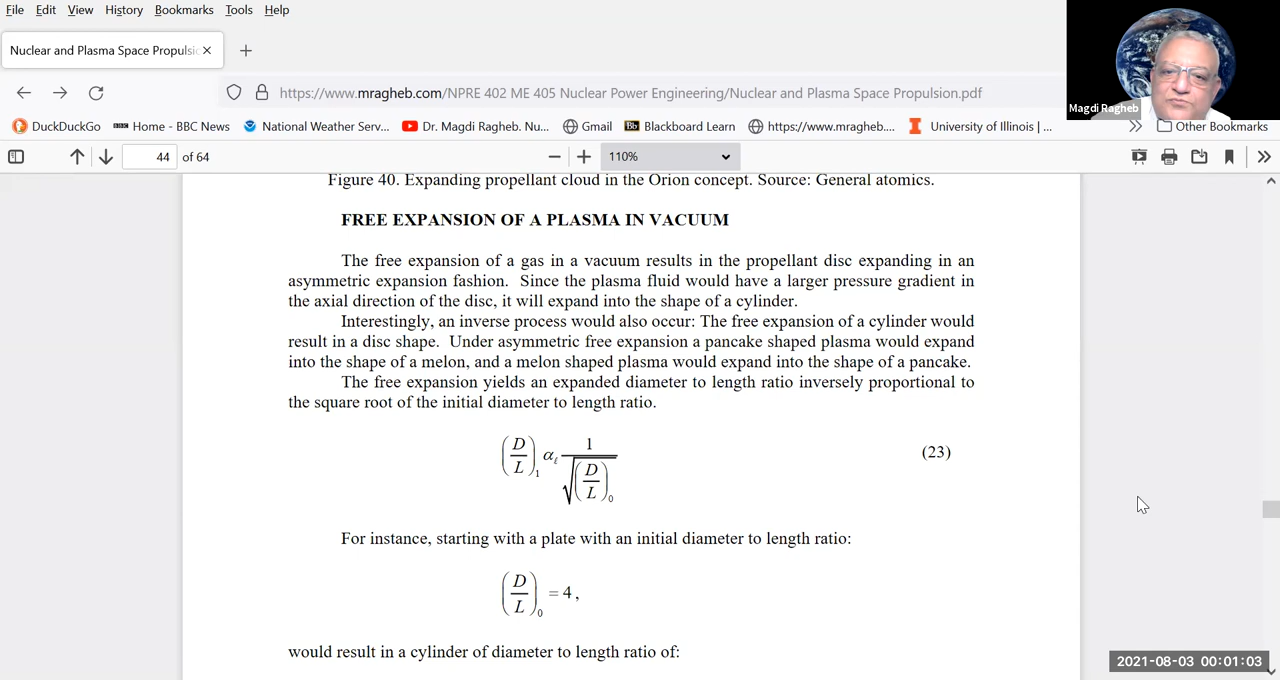 File Edit View History Bookmarks Tools Help
Nuclear and Plasma Space Propulsic
https://www.mragheb.com/NPRE 402 ME 405 Nuclear Power Engineering/Nuclear and Plasma Space Propulsion.pdf
Magdi Ragheb
DuckDuckGo BBC Home - BBC News National Weather Serv... Dr. Magdi Ragheb. Nu... Gmail Bb Blackboard Learn https://www.mragheb.... University of Illinois |... Other Bookmarks
44 of 64 110%
Figure 40. Expanding propellant cloud in the Orion concept. Source: General atomics.
FREE EXPANSION OF A PLASMA IN VACUUM
The free expansion of a gas in a vacuum results in the propellant disc expanding in an
asymmetric expansion fashion. Since the plasma fluid would have a larger pressure gradient in
the axial direction of the disc, it will expand into the shape of a cylinder.
Interestingly, an inverse process would also occur: The free expansion of a cylinder would
result in a disc shape. Under asymmetric free expansion a pancake shaped plasma would expand
into the shape of a melon, and a melon shaped plasma would expand into the shape of a pancake.
The free expansion yields an expanded diameter to length ratio inversely proportional to
the square root of the initial diameter to length ratio.
(D/L)₁ αₜ 1/√(D/L)₀ (23)
For instance, starting with a plate with an initial diameter to length ratio:
(D/L)₀ = 4,
would result in a cylinder of diameter to length ratio of:
2021-08-03 00:01:03